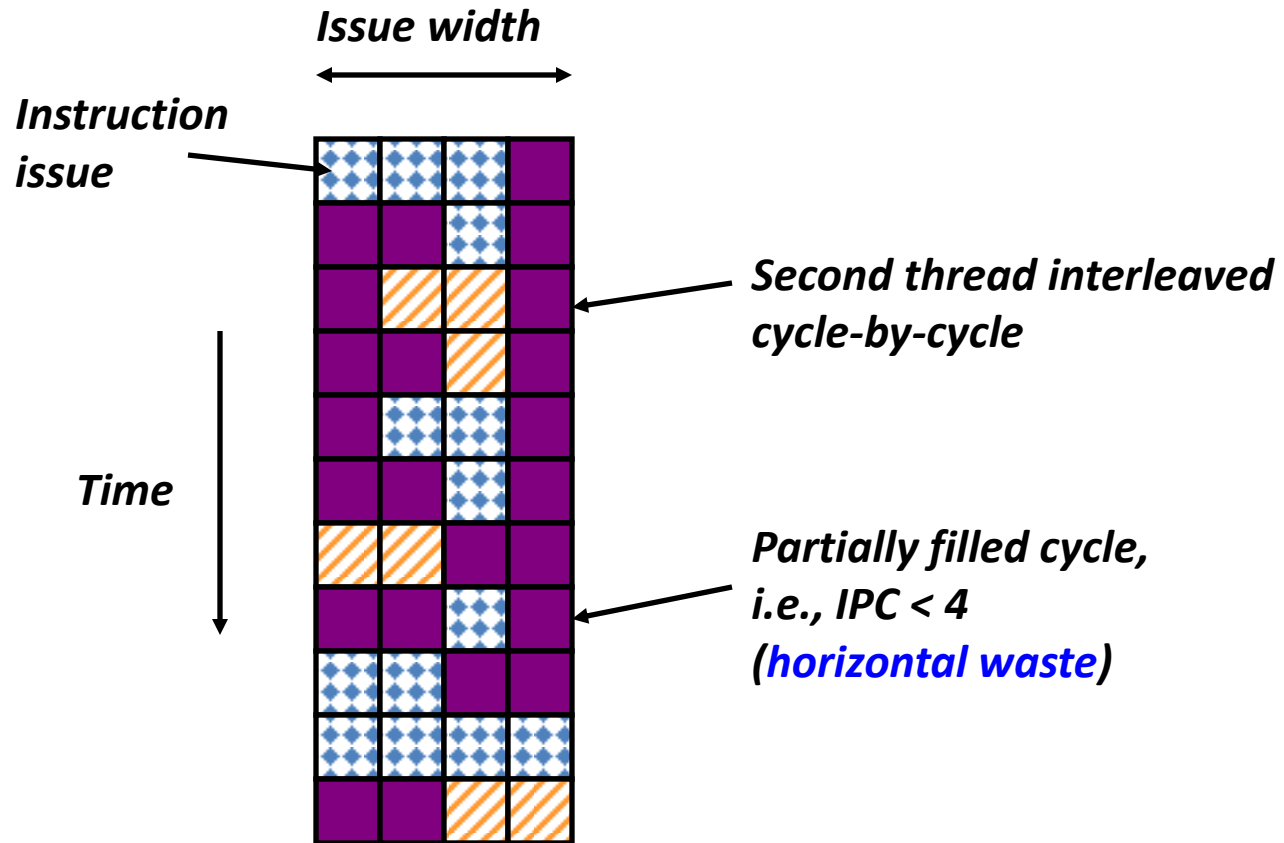 Issue width
Instruction
issue
Second thread interleaved
cycle-by-cycle
Time
Partially filled cycle,
i.e., IPC < 4
(horizontal waste)